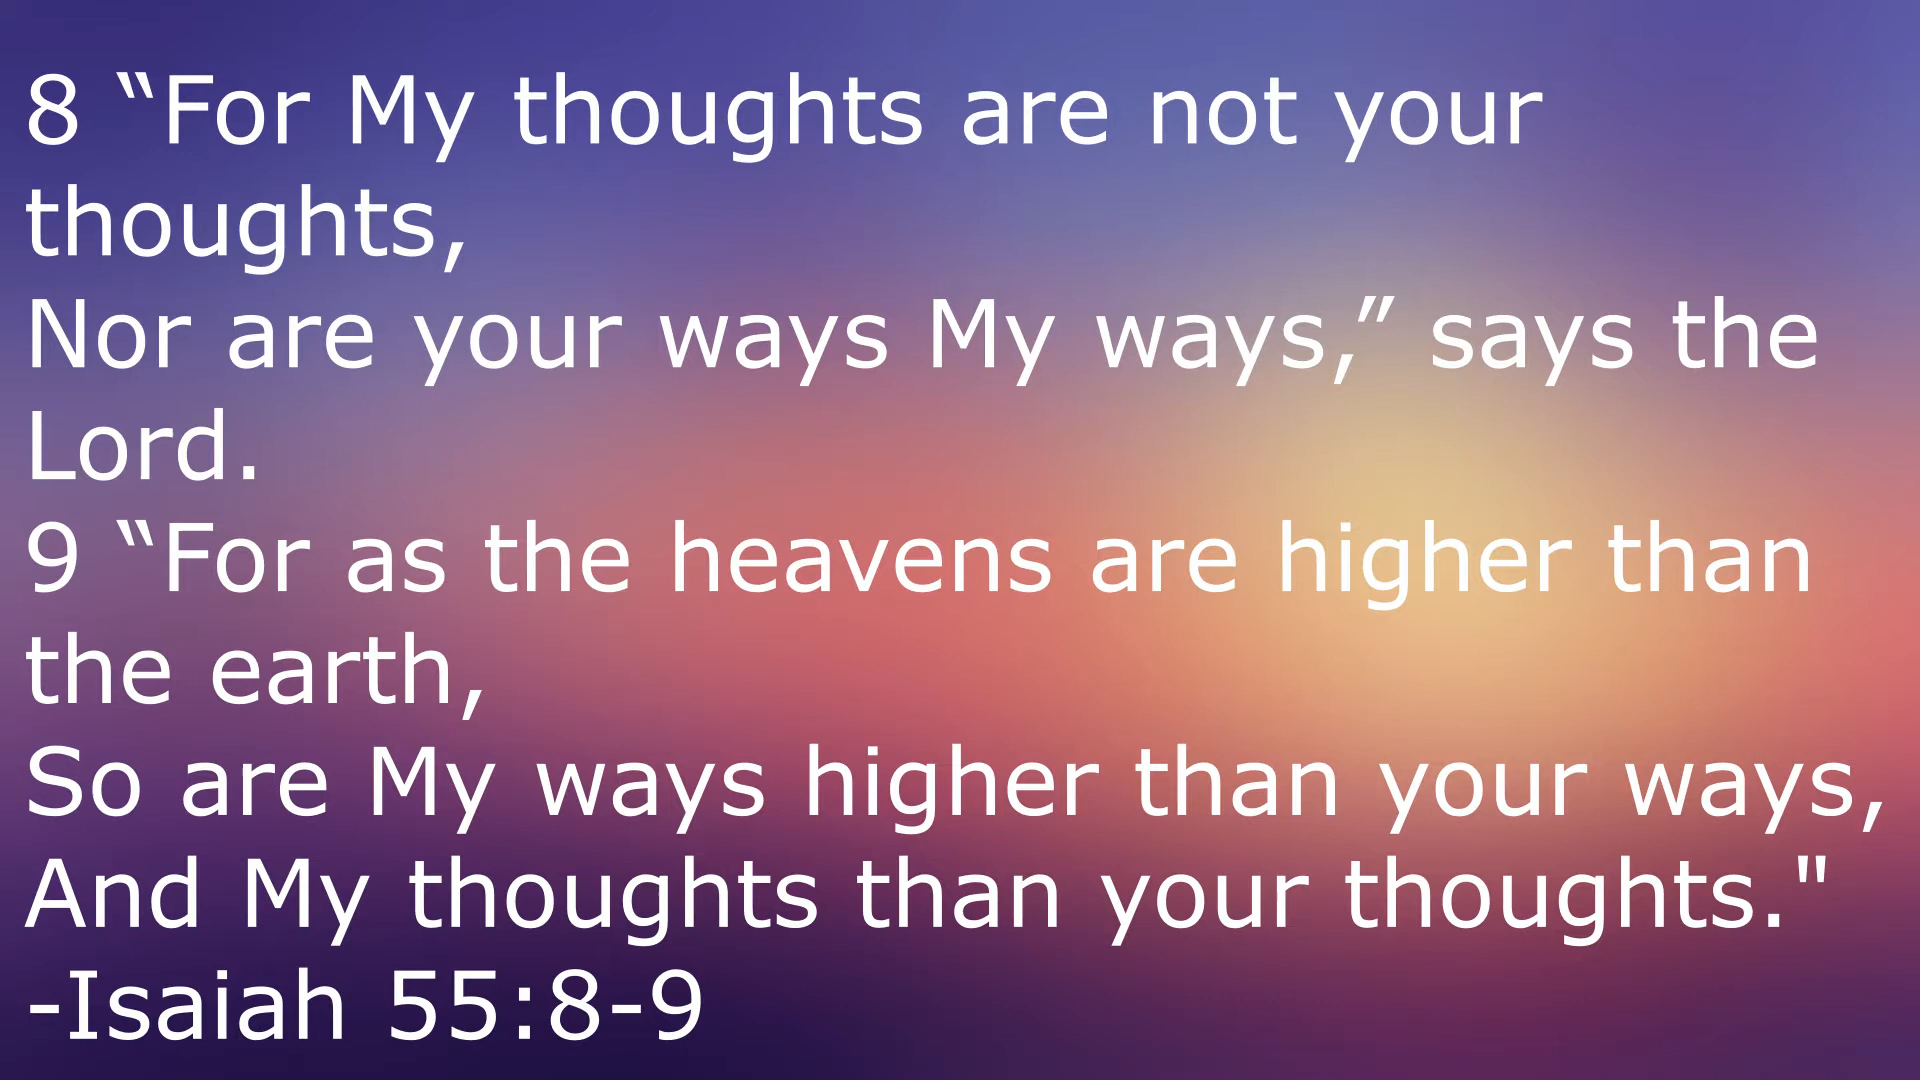 8 “For My thoughts are not your
thoughts,
Nor are your ways My ways,” says the
Lord.
9 “For as the heavens are higher than
the earth,
So are My ways higher than your ways,
And My thoughts than your thoughts."
-Isaiah 55:8-9